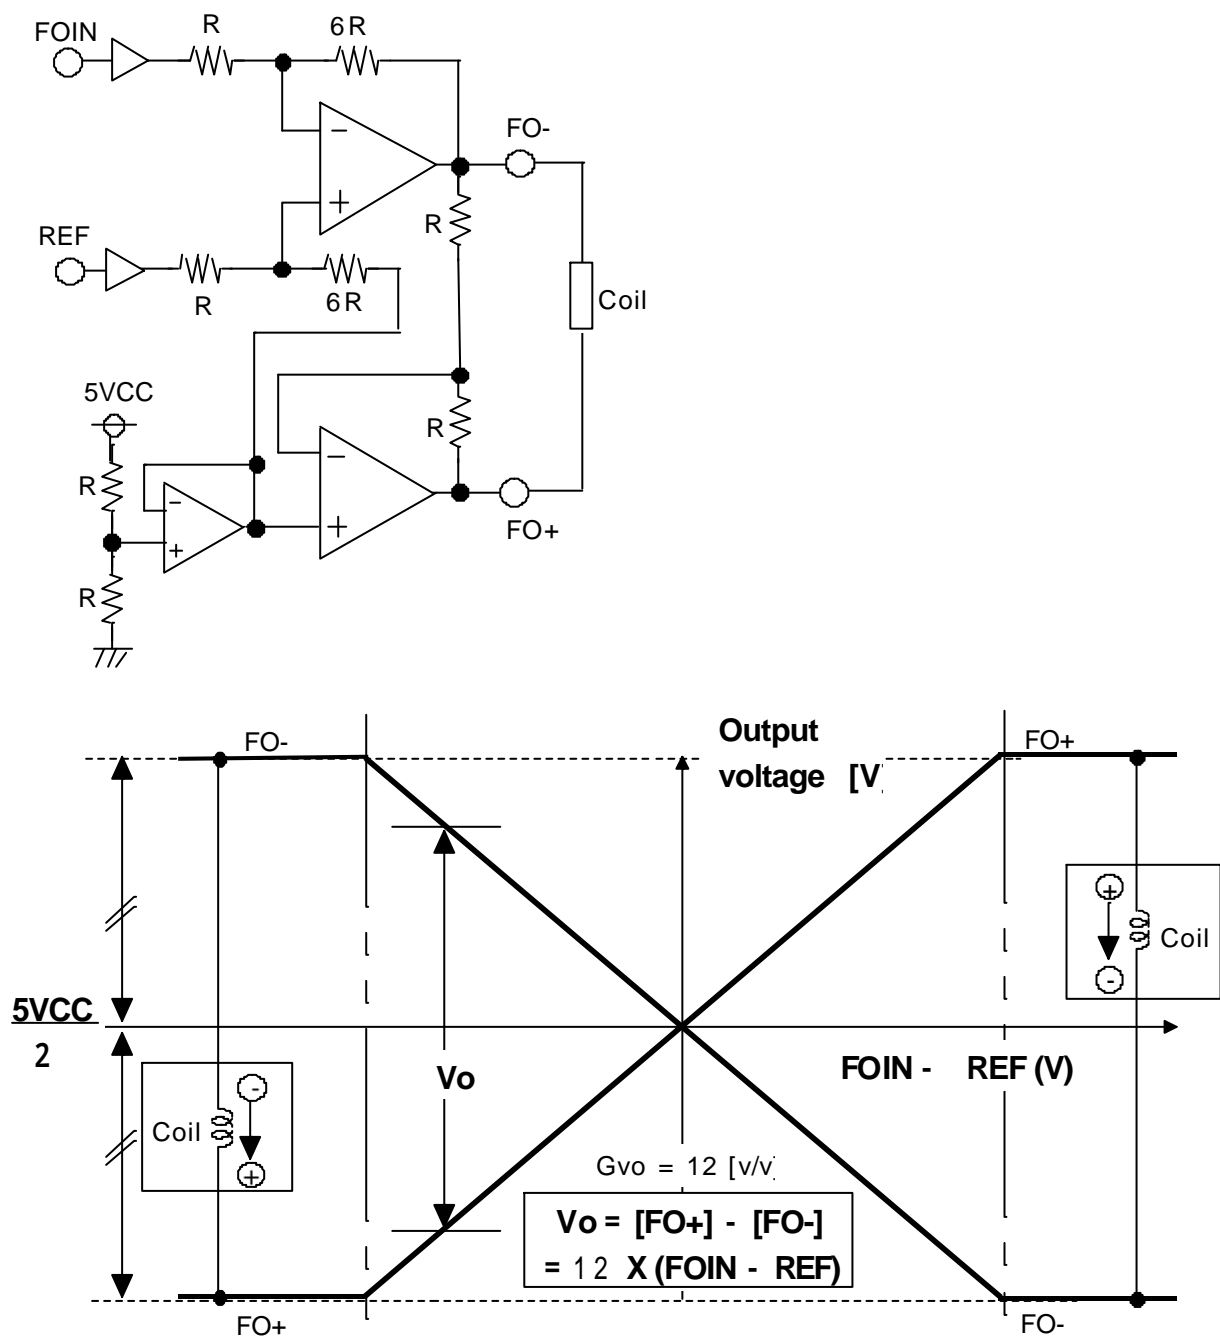 FOIN
R
6R
FO-
REF
R
R
6R
Coil
5VCC
R
R
R
FO+
− + − + − +
FO-
Output
voltage [V]
FO+
+
-
Coil
5VCC
2
Vo
FOIN - REF (V)
Coil
-
+
Gvo = 12 [v/v]
Vo = [FO+] - [FO-]
= 12 X (FOIN - REF)
FO+
FO-